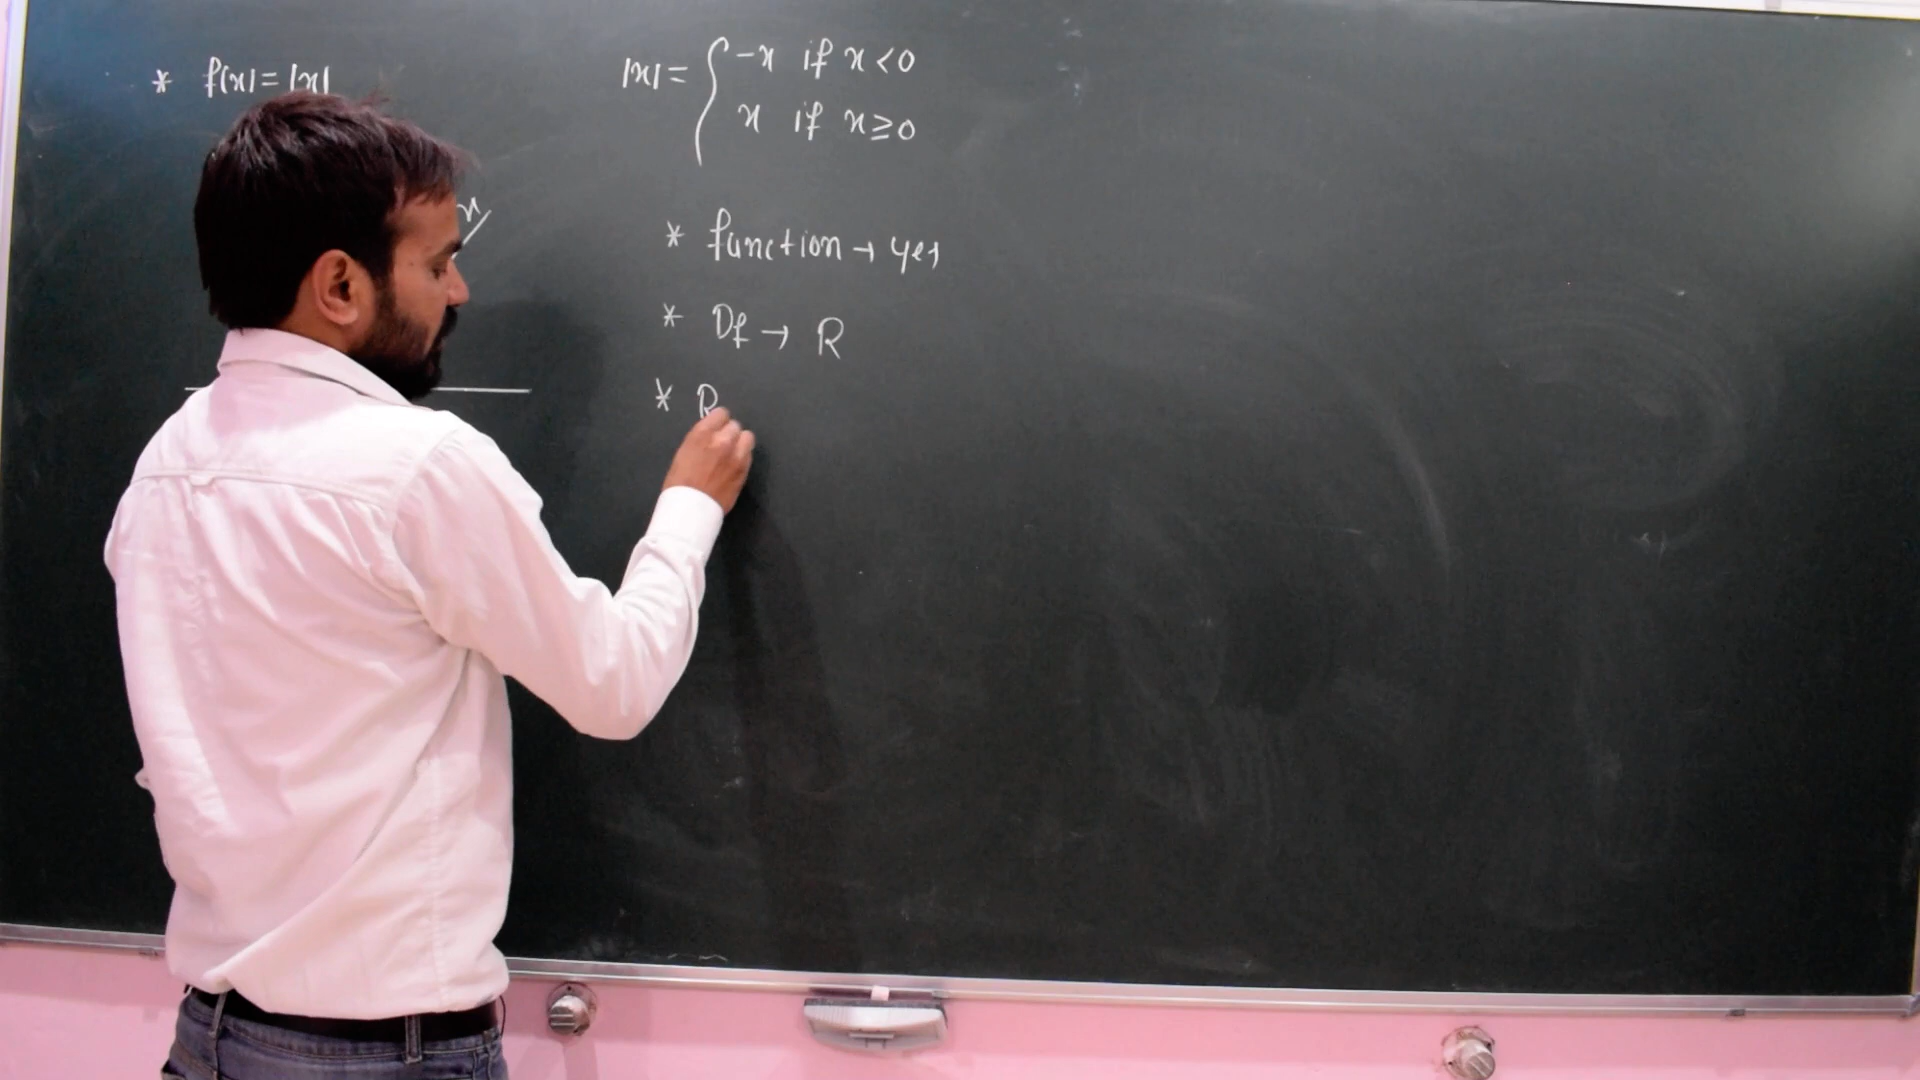 * f(x) = |x|
|x| = { -x if x < 0
x if x ≥ 0
x
* function → yes
* Df → R
* R